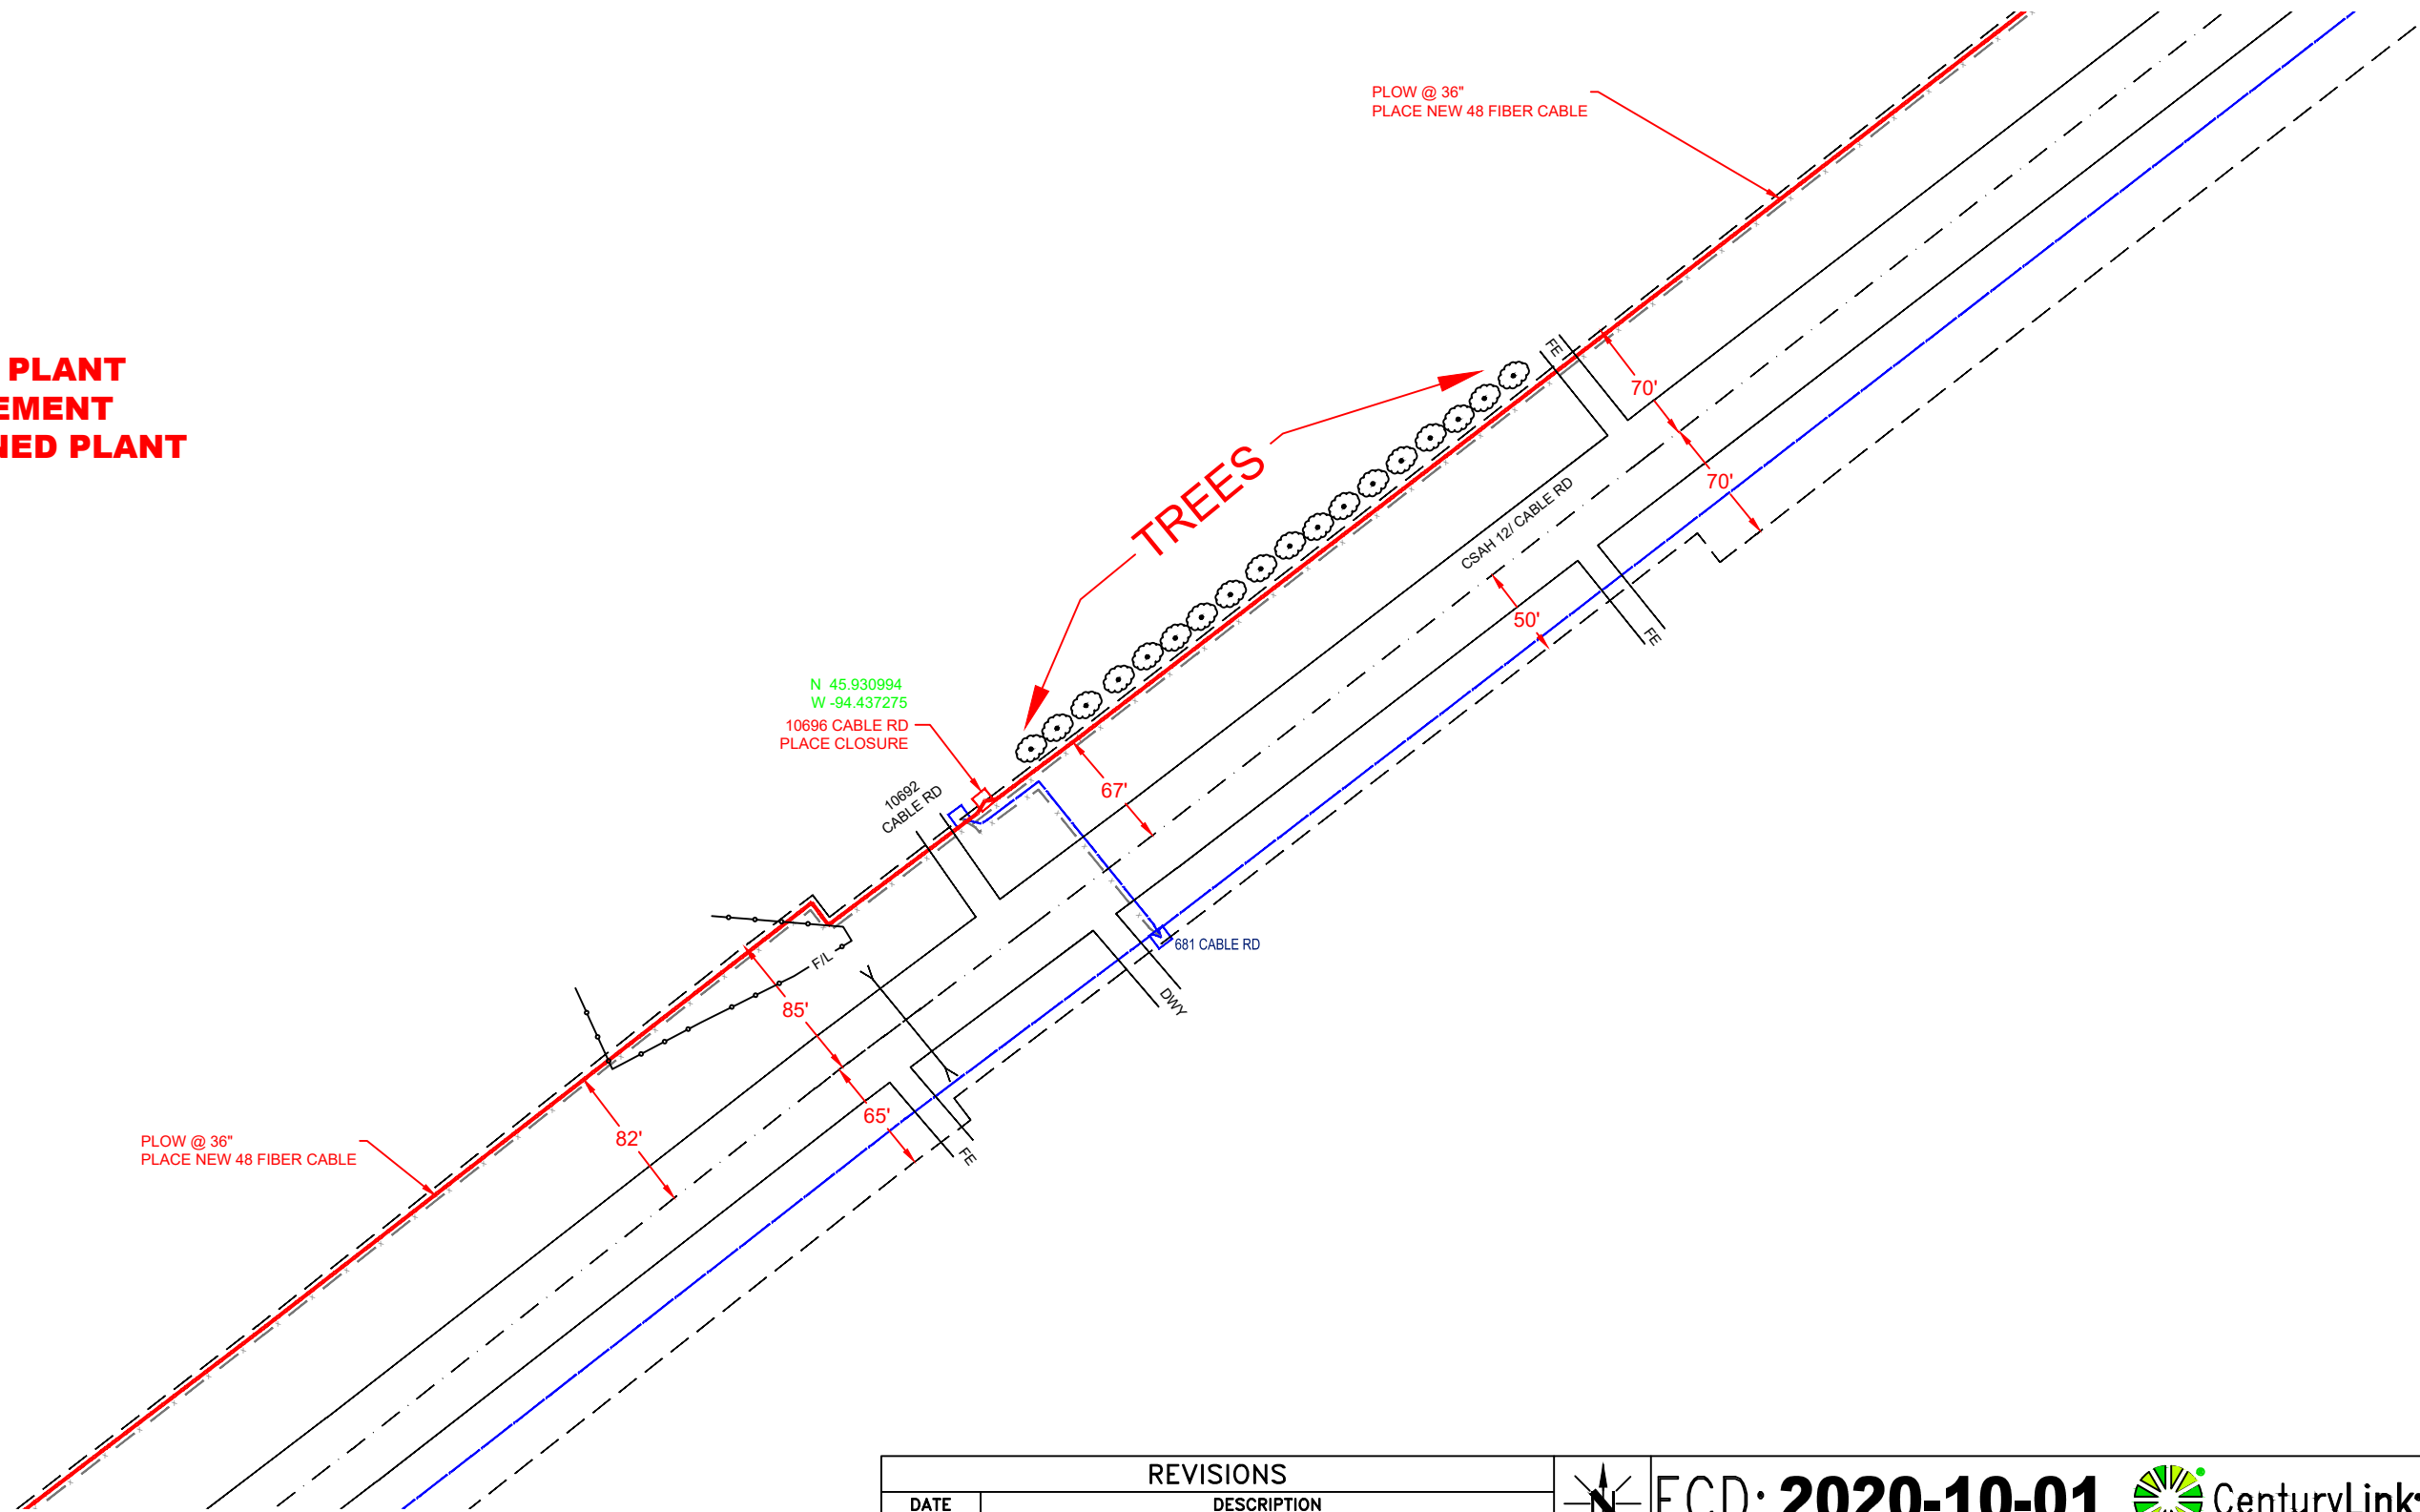 PLOW @ 36"
PLACE NEW 48 FIBER CABLE
PLANT
EMENT
NED PLANT
FE
70'
70'
TREES
CSAH 12/ CABLE RD
50'
FE
N 45.930994
W -94.437275
10696 CABLE RD
PLACE CLOSURE
67'
10692
CABLE RD
681 CABLE RD
F/L
DWY
85'
65'
82'
FE
PLOW @ 36"
PLACE NEW 48 FIBER CABLE
REVISIONS
DATE
DESCRIPTION
N
ECD: 2020-10-01
CenturyLink